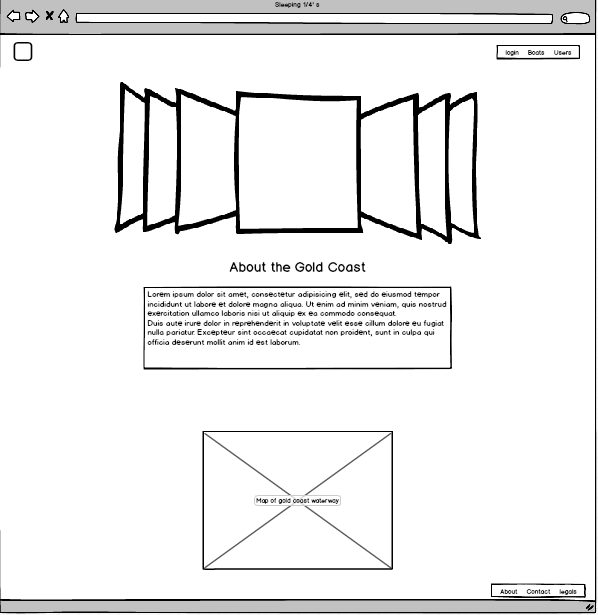 Sleeping 1/4' s
login Boats Users
About the Gold Coast
Lorem ipsum dolor sit amet, consectetur adipisicing elit, sed do eiusmod tempor
incididunt ut labore et dolore magna aliqua. Ut enim ad minim veniam, quis nostrud
exercitation ullamco laboris nisi ut aliquip ex ea commodo consequat.
Duis aute irure dolor in reprehenderit in voluptate velit esse cillum dolore eu fugiat
nulla pariatur. Excepteur sint occaecat cupidatat non proident, sunt in culpa qui
officia deserunt mollit anim id est laborum.
Map of gold coast waterway
About Contact legals